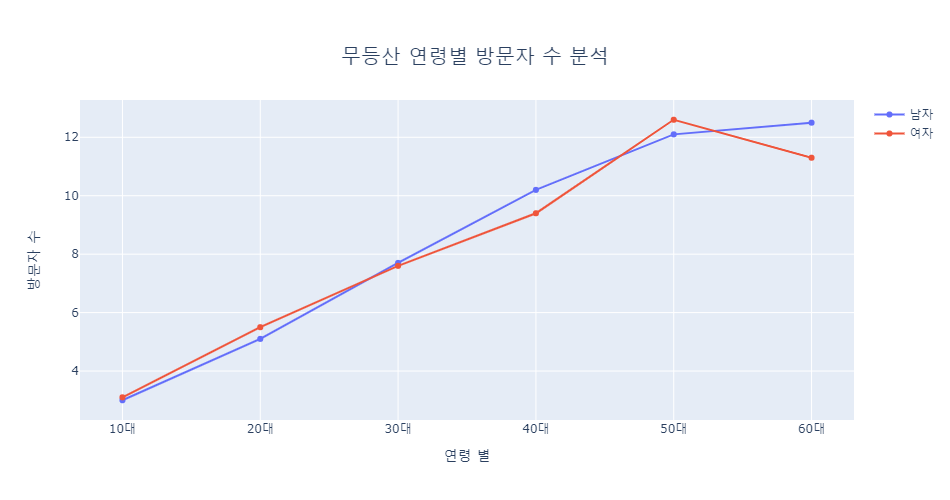 무등산 연령별 방문자 수 분석
남자
여자
방문자 수
12
10
8
6
4
10대
20대
30대
40대
50대
60대
연령 별